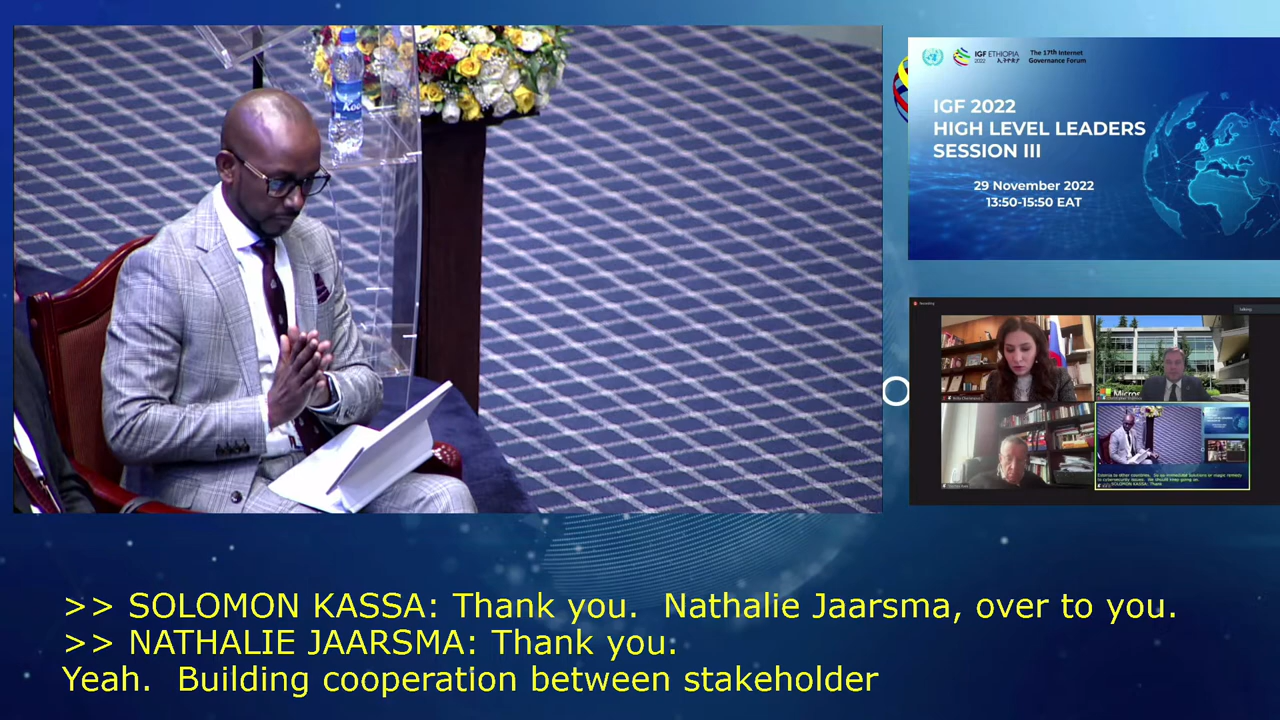 IGF ETHIOPIA
2022 ኢትዮጵያ
The 17th Internet
Governance Forum
IGF 2022
HIGH LEVEL LEADERS
SESSION III
29 November 2022
13:50-15:50 EAT
>> SOLOMON KASSA: Thank you. Nathalie Jaarsma, over to you.
>> NATHALIE JAARSMA: Thank you.
Yeah. Building cooperation between stakeholder